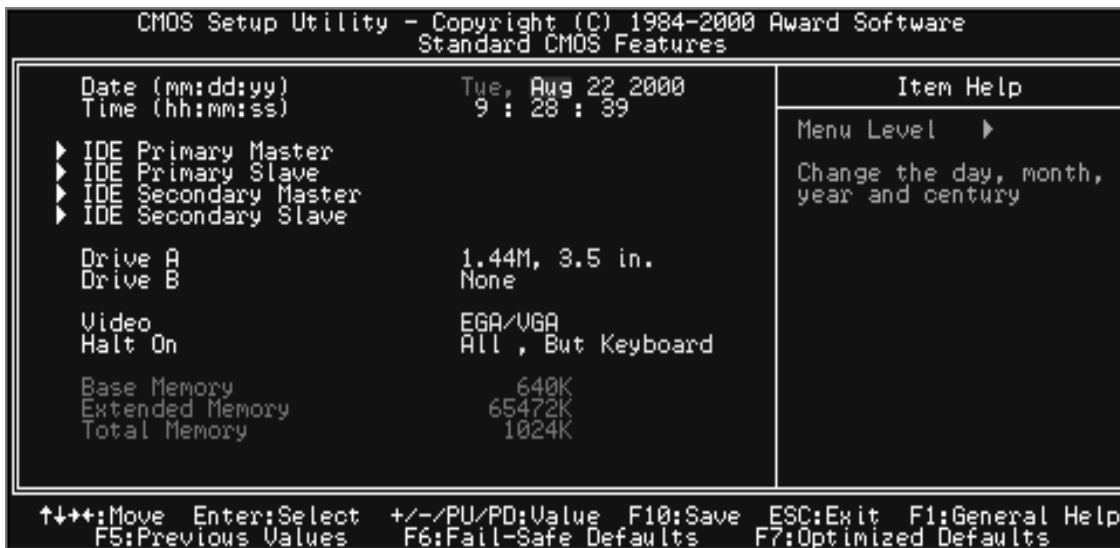 CMOS Setup Utility - Copyright (C) 1984-2000 Award Software
Standard CMOS Features
Date (mm:dd:yy) Tue, Aug 22 2000
Time (hh:mm:ss) 9 : 28 : 39
▶ IDE Primary Master
▶ IDE Primary Slave
▶ IDE Secondary Master
▶ IDE Secondary Slave
Drive A 1.44M, 3.5 in.
Drive B None
Video EGA/VGA
Halt On All , But Keyboard
Base Memory 640K
Extended Memory 65472K
Total Memory 1024K
Item Help
Menu Level ▶
Change the day, month,
year and century
↑↓→←:Move Enter:Select +/-/PU/PD:Value F10:Save ESC:Exit F1:General Help
F5:Previous Values F6:Fail-Safe Defaults F7:Optimized Defaults